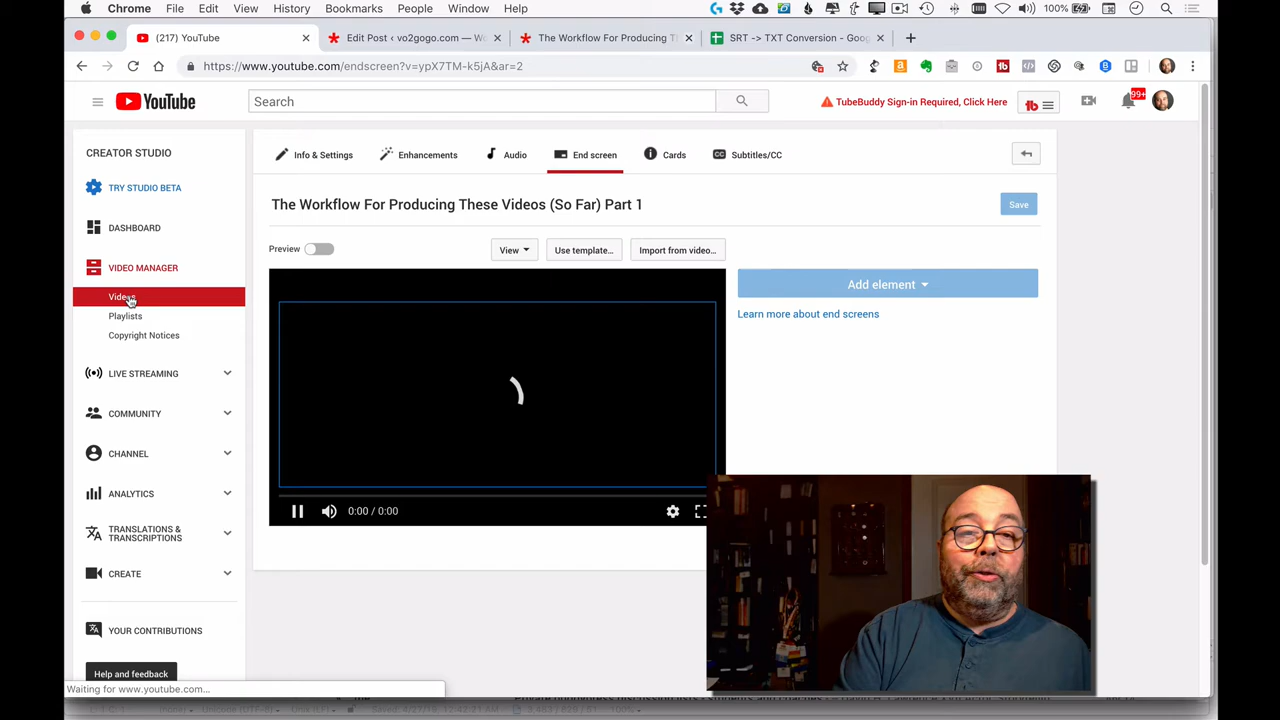 Chrome File Edit View History Bookmarks People Window Help 100%
(217) YouTube
Edit Post ‹ vo2gogo.com — Wo
The Workflow For Producing Th
SRT -> TXT Conversion - Goog
https://www.youtube.com/endscreen?v=ypX7TM-k5jA&ar=2
YouTube
Search
TubeBuddy Sign-in Required, Click Here
tb
99+
CREATOR STUDIO
TRY STUDIO BETA
DASHBOARD
VIDEO MANAGER
Videos
Playlists
Copyright Notices
LIVE STREAMING
COMMUNITY
CHANNEL
ANALYTICS
TRANSLATIONS &
TRANSCRIPTIONS
CREATE
YOUR CONTRIBUTIONS
Help and feedback
Info & Settings
Enhancements
Audio
End screen
Cards
CC Subtitles/CC
The Workflow For Producing These Videos (So Far) Part 1
Save
Preview
View
Use template...
Import from video...
Add element
Learn more about end screens
0:00 / 0:00
Waiting for www.youtube.com...